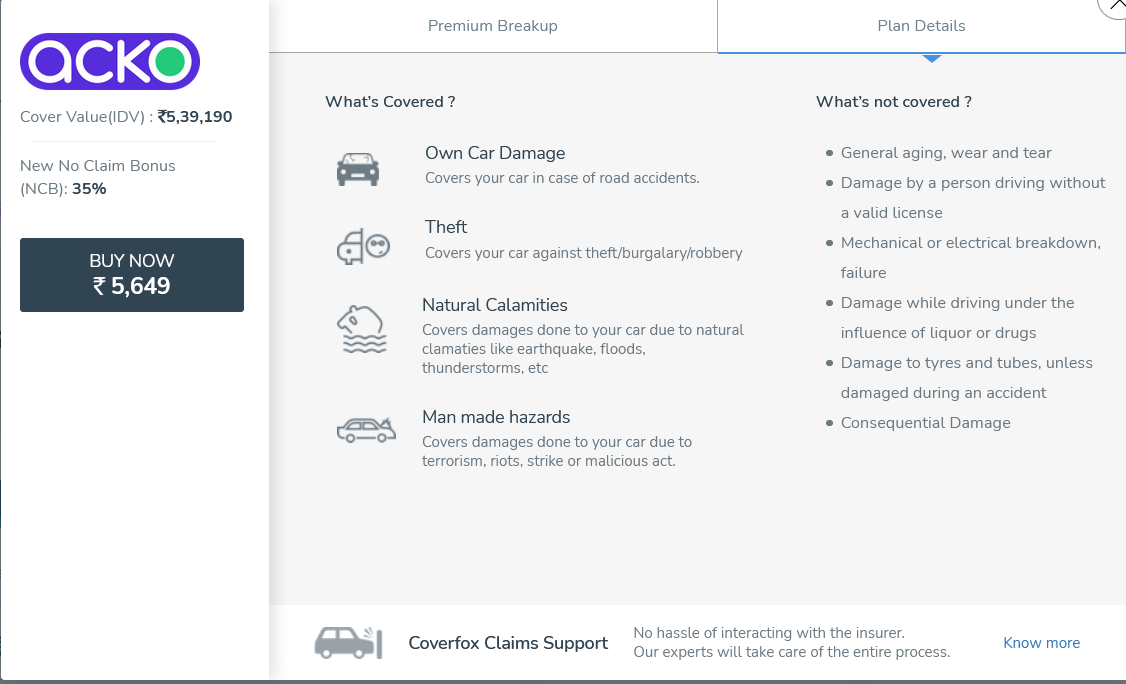 Premium Breakup
Plan Details
acko
Cover Value(IDV) : ₹5,39,190
New No Claim Bonus
(NCB): 35%
BUY NOW
₹ 5,649
What's Covered ?
Own Car Damage
Covers your car in case of road accidents.
Theft
Covers your car against theft/burgalary/robbery
Natural Calamities
Covers damages done to your car due to natural
clamaties like earthquake, floods,
thunderstorms, etc
Man made hazards
Covers damages done to your car due to
terrorism, riots, strike or malicious act.
What's not covered ?
General aging, wear and tear
Damage by a person driving without
a valid license
Mechanical or electrical breakdown,
failure
Damage while driving under the
influence of liquor or drugs
Damage to tyres and tubes, unless
damaged during an accident
Consequential Damage
Coverfox Claims Support
No hassle of interacting with the insurer.
Our experts will take care of the entire process.
Know more